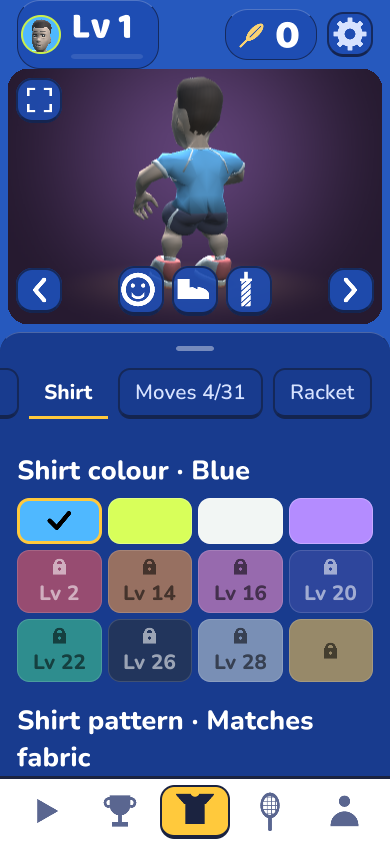 Lv 1
0
Shirt
Moves 4/31
Racket
Shirt colour · Blue
Lv 2
Lv 14
Lv 16
Lv 20
Lv 22
Lv 26
Lv 28
Shirt pattern · Matches
fabric